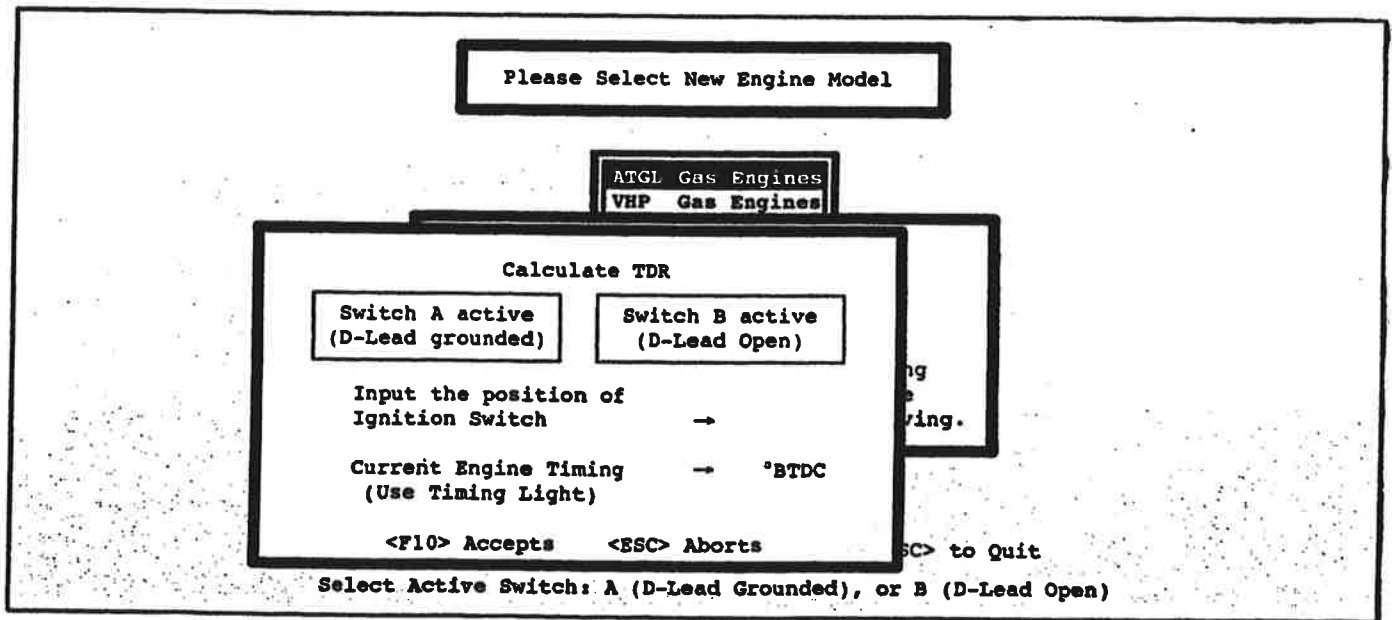 Please Select New Engine Model
ATGL Gas Engines
VHP Gas Engines
Calculate TDR
Switch A active
(D-Lead grounded)
Switch B active
(D-Lead Open)
Input the position of
Ignition Switch →
Current Engine Timing → °BTDC
(Use Timing Light)
<F10> Accepts <ESC> Aborts
ng
e
ving.
SC> to Quit
Select Active Switch: A (D-Lead Grounded), or B (D-Lead Open)